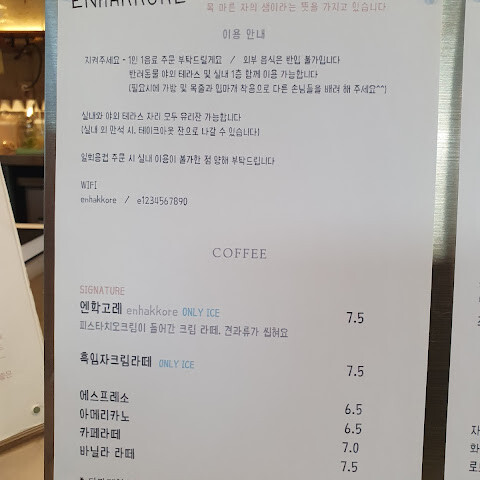 ENHAKKORE
목 마른 자의 샘이라는 뜻을 가지고 있습니다
이용 안내
지켜주세요 - 1인 1음료 주문 부탁드릴게요 / 외부 음식은 반입 불가입니다
반려동물 야외 테라스 및 실내 1층 함께 이용 가능합니다
(필요시에 가방 및 목줄과 입마개 착용으로 다른 손님들을 배려 해 주세요^^)
실내와 야외 테라스 자리 모두 유리잔 가능합니다
(실내 외 만석 시, 테이크아웃 잔으로 나갈 수 있습니다)
일회용컵 주문 시 실내 이용이 불가한 점 양해 부탁드립니다
WIFI
enhakkore / e1234567890
COFFEE
SIGNATURE
엔학고레 enhakkore ONLY ICE 7.5
피스타치오크림이 들어간 크림 라떼, 견과류가 씹혀요
흑임자크림라떼 ONLY ICE 7.5
에스프레소 6.5
아메리카노 6.5
카페라떼 7.0
바닐라 라떼 7.5